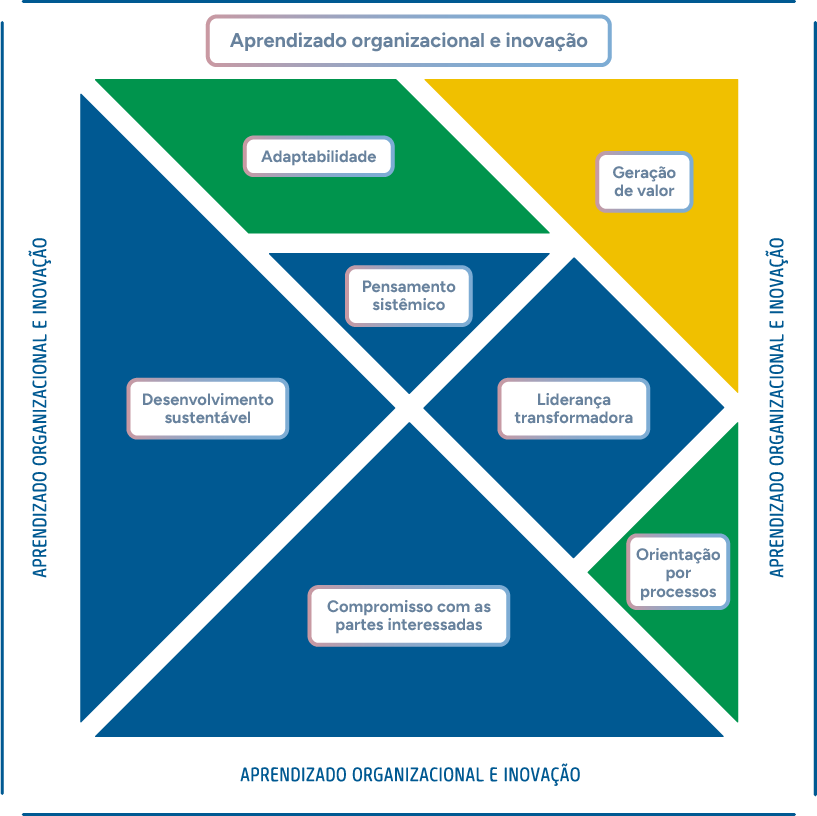 Aprendizado organizacional e inovação
Adaptabilidade
Geração
de valor
Pensamento
sistêmico
APRENDIZADO ORGANIZACIONAL E INOVAÇÃO
Desenvolvimento
sustentável
Liderança
transformadora
APRENDIZADO ORGANIZACIONAL E INOVAÇÃO
Orientação
por
processos
Compromisso com as
partes interessadas
APRENDIZADO ORGANIZACIONAL E INOVAÇÃO